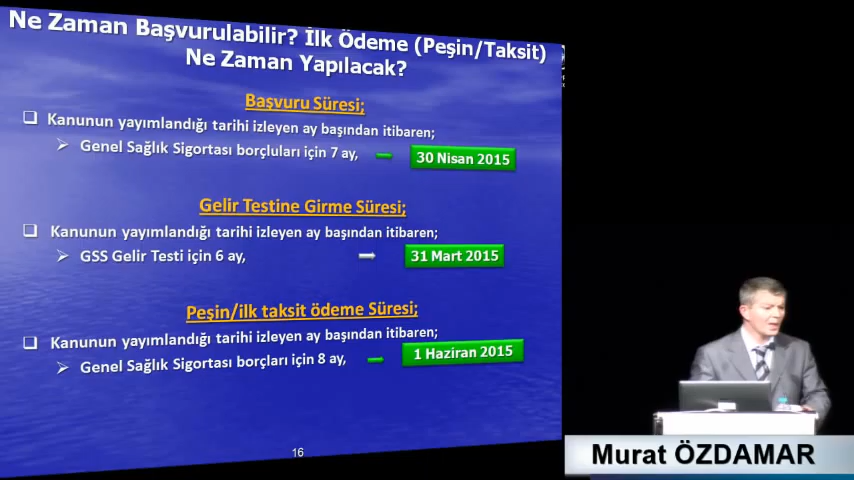 Ne Zaman Başvurulabilir? İlk Ödeme (Peşin/Taksit)
Ne Zaman Yapılacak?
Başvuru Süresi;
Kanunun yayımlandığı tarihi izleyen ay başından itibaren;
Genel Sağlık Sigortası borçluları için 7 ay,
30 Nisan 2015
Gelir Testine Girme Süresi;
Kanunun yayımlandığı tarihi izleyen ay başından itibaren;
GSS Gelir Testi için 6 ay,
31 Mart 2015
Peşin/ilk taksit ödeme Süresi;
Kanunun yayımlandığı tarihi izleyen ay başından itibaren;
Genel Sağlık Sigortası borçları için 8 ay,
1 Haziran 2015
16
Murat ÖZDAMAR